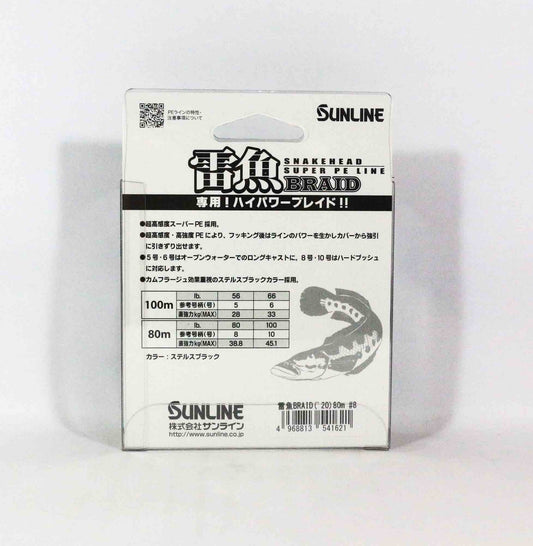 PEラインの特性・
注意事項について
SUNLINE
雷魚
SNAKEHEAD
SUPER PE LINE
BRAID
専用!ハイパワーブレイド!!
●超高感度スーパーPE採用。
●超高感度・高強度PEにより、フッキング後はラインのパワーを生かしカバーから強引
に引きずり出せます。
●5号・6号はオープンウォーターでのロングキャストに。8号・10号はハードプッシュ
に対応します。
●カムフラージュ効果重視のステルスブラックカラー採用。
100m lb. 56 66
参考号柄(号) 5 6
直強力kg(MAX) 28 33
80m lb. 80 100
参考号柄(号) 8 10
直強力kg(MAX) 38.8 45.1
カラー:ステルスブラック
SUNLINE
株式会社サンライン
http://www.sunline.co.jp
雷魚BRAID('20)80m #8
4 968813 541621